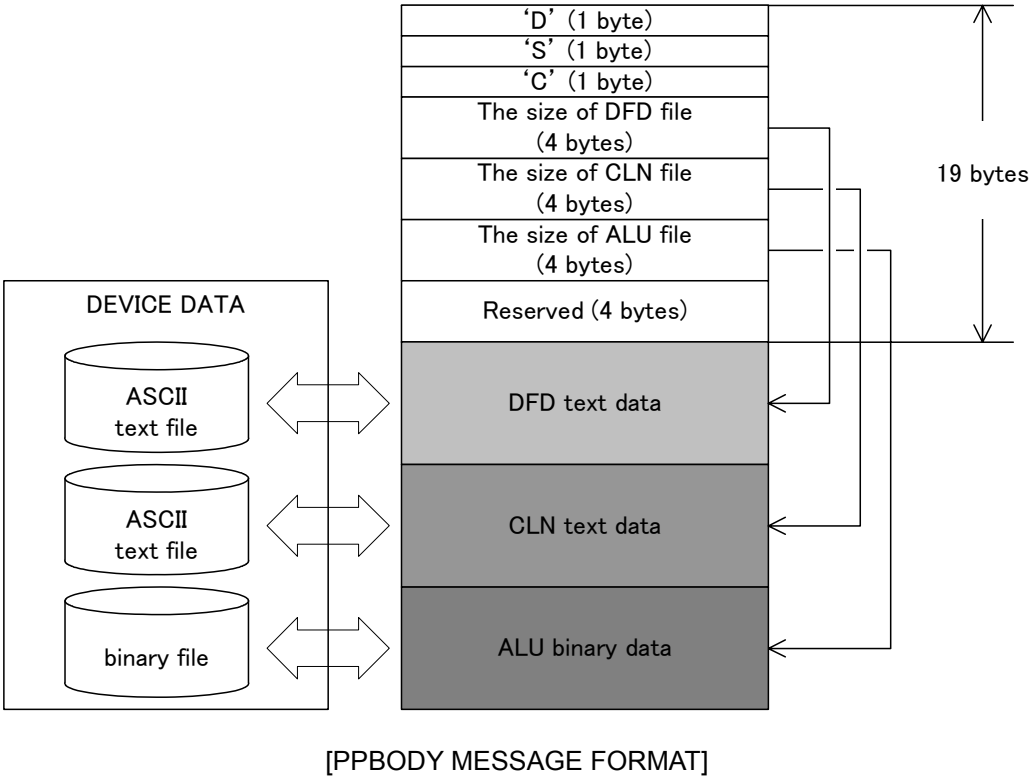 ‘D’ (1 byte)
‘S’ (1 byte)
‘C’ (1 byte)
The size of DFD file
(4 bytes)
The size of CLN file
(4 bytes)
The size of ALU file
(4 bytes)
Reserved (4 bytes)
19 bytes
DEVICE DATA
ASCII
text file
DFD text data
ASCII
text file
CLN text data
binary file
ALU binary data
[PPBODY MESSAGE FORMAT]